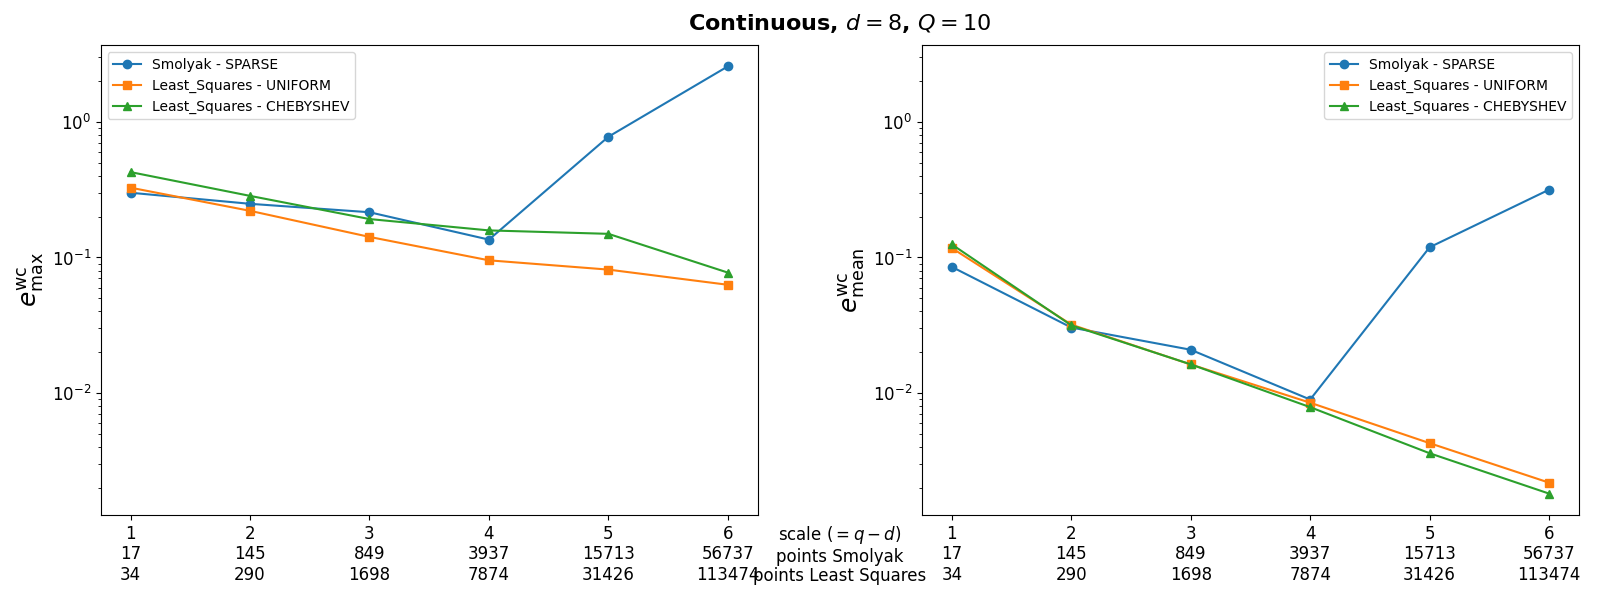 Continuous, d = 8, Q = 10
Smolyak - SPARSE
Least_Squares - UNIFORM
Least_Squares - CHEBYSHEV
10⁰
10⁻¹
10⁻²
e^wc_max
1 2 3 4 5 6
17 145 849 3937 15713 56737
34 290 1698 7874 31426 113474
scale (= q − d)
points Smolyak
points Least Squares
Smolyak - SPARSE
Least_Squares - UNIFORM
Least_Squares - CHEBYSHEV
10⁰
10⁻¹
10⁻²
e^wc_mean
1 2 3 4 5 6
17 145 849 3937 15713 56737
34 290 1698 7874 31426 113474